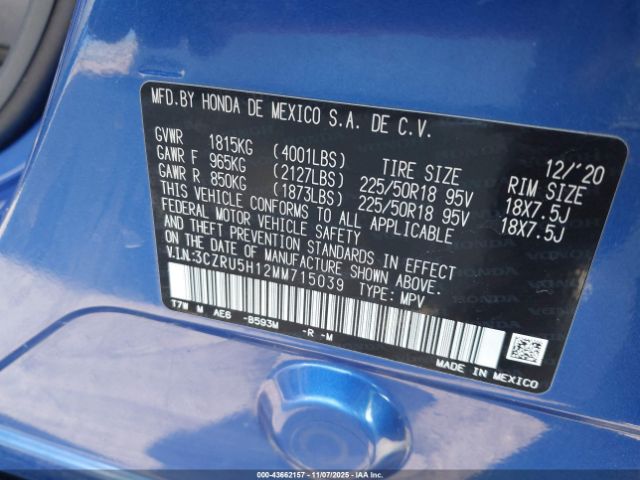 MFD.BY HONDA DE MEXICO S.A. DE C.V.
12/'20
GVWR 1815KG (4001LBS) TIRE SIZE RIM SIZE
GAWR F 965KG (2127LBS) 225/50R18 95V 18X7.5J
GAWR R 850KG (1873LBS) 225/50R18 95V 18X7.5J
THIS VEHICLE CONFORMS TO ALL APPLICABLE
FEDERAL MOTOR VEHICLE SAFETY
AND THEFT PREVENTION STANDARDS IN EFFECT
ON THE DATE OF MANUFACTURE SHOWN ABOVE.
V.I.N:3CZRU5H12MM715039 TYPE: MPV
T7W M AE6 -B593M -R -M
MADE IN MEXICO
000-43662157 - 11/07/2025 - IAAI.CA